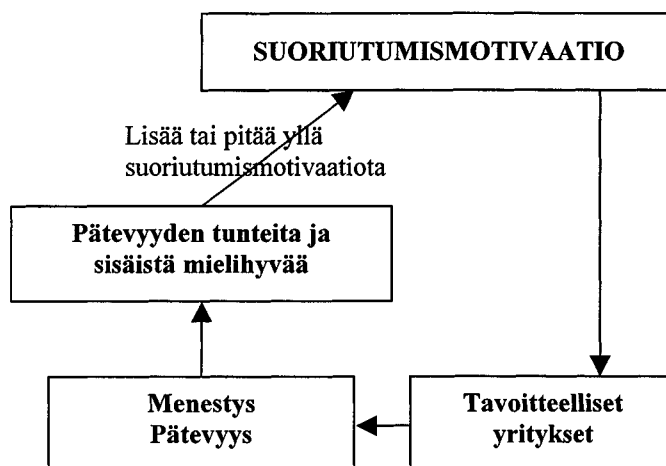 SUORIUTUMISMOTIVAATIO
Lisää tai pitää yllä
suoriutumismotivaatiota
Pätevyyden tunteita ja
sisäistä mielihyvää
Menestys
Pätevyys
Tavoitteelliset
yritykset